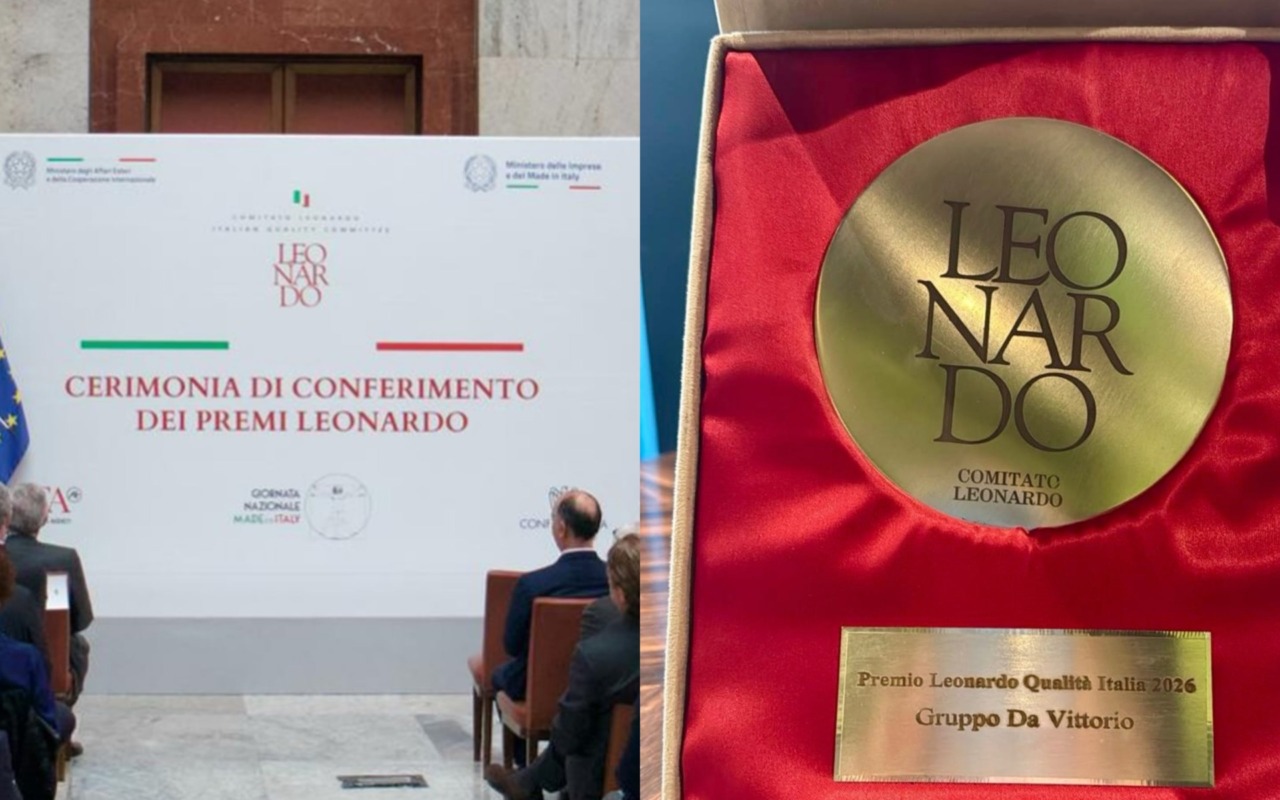 Ministero degli Affari Esteri
e della Cooperazione Internazionale
Ministero delle Imprese
e del Made in Italy
COMITATO LEONARDO
ITALIAN QUALITY COMMITTEE
LEO
NAR
DO
CERIMONIA DI CONFERIMENTO
DEI PREMI LEONARDO
GIORNATA
NAZIONALE
MADE IN ITALY
CONF
LEO
NAR
DO
COMITATO
LEONARDO
Premio Leonardo Qualità Italia 2026
Gruppo Da Vittorio